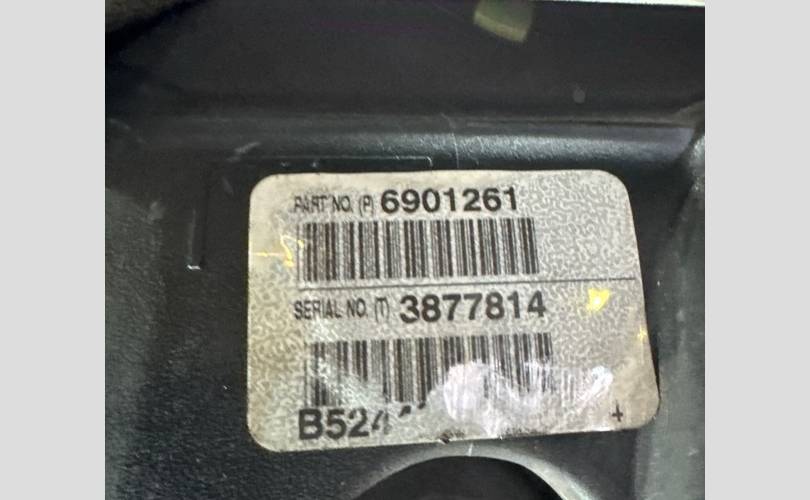 PART NO. (P) 6901261
SERIAL NO. (T) 3877814
B524
+